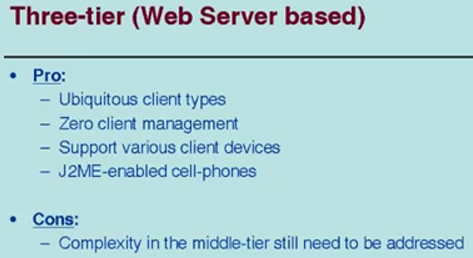 Three-tier (Web Server based)
• Pro:
– Ubiquitous client types
– Zero client management
– Support various client devices
– J2ME-enabled cell-phones
• Cons:
– Complexity in the middle-tier still need to be addressed